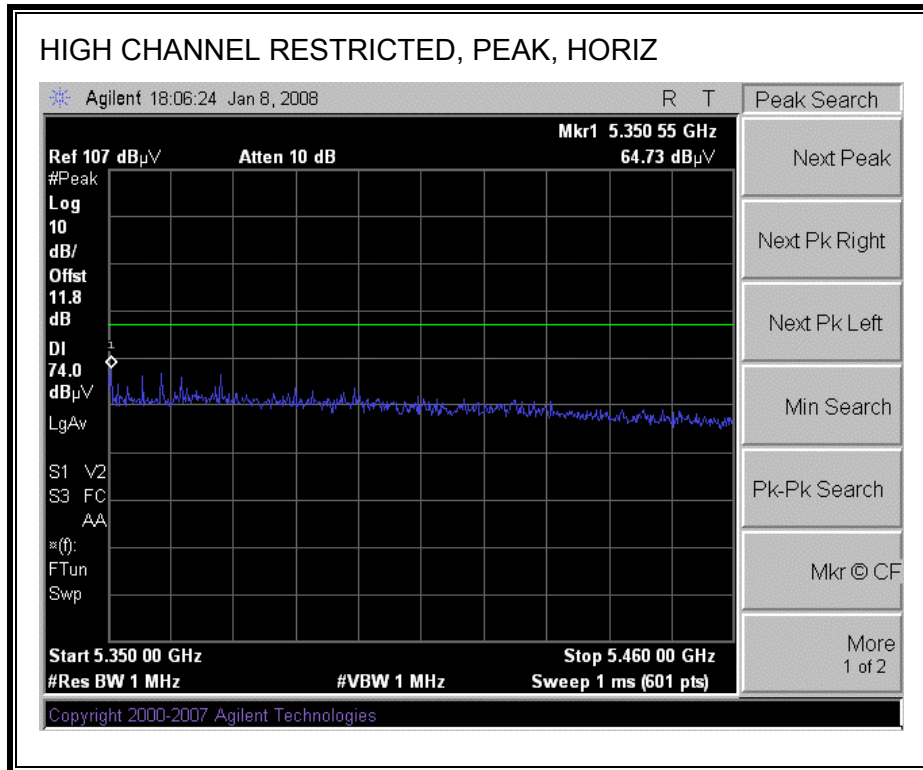 HIGH CHANNEL RESTRICTED, PEAK, HORIZ
Agilent 18:06:24 Jan 8, 2008 R T
Peak Search
Mkr1 5.350 55 GHz
Ref 107 dBµV Atten 10 dB 64.73 dBµV
#Peak
Log
10
dB/
Offst
11.8
dB
DI
74.0
dBµV
LgAv
S1 V2
S3 FC
AA
¤(f):
FTun
Swp
1
Start 5.350 00 GHz Stop 5.460 00 GHz
#Res BW 1 MHz #VBW 1 MHz Sweep 1 ms (601 pts)
Copyright 2000-2007 Agilent Technologies
Next Peak
Next Pk Right
Next Pk Left
Min Search
Pk-Pk Search
Mkr © CF
More
1 of 2